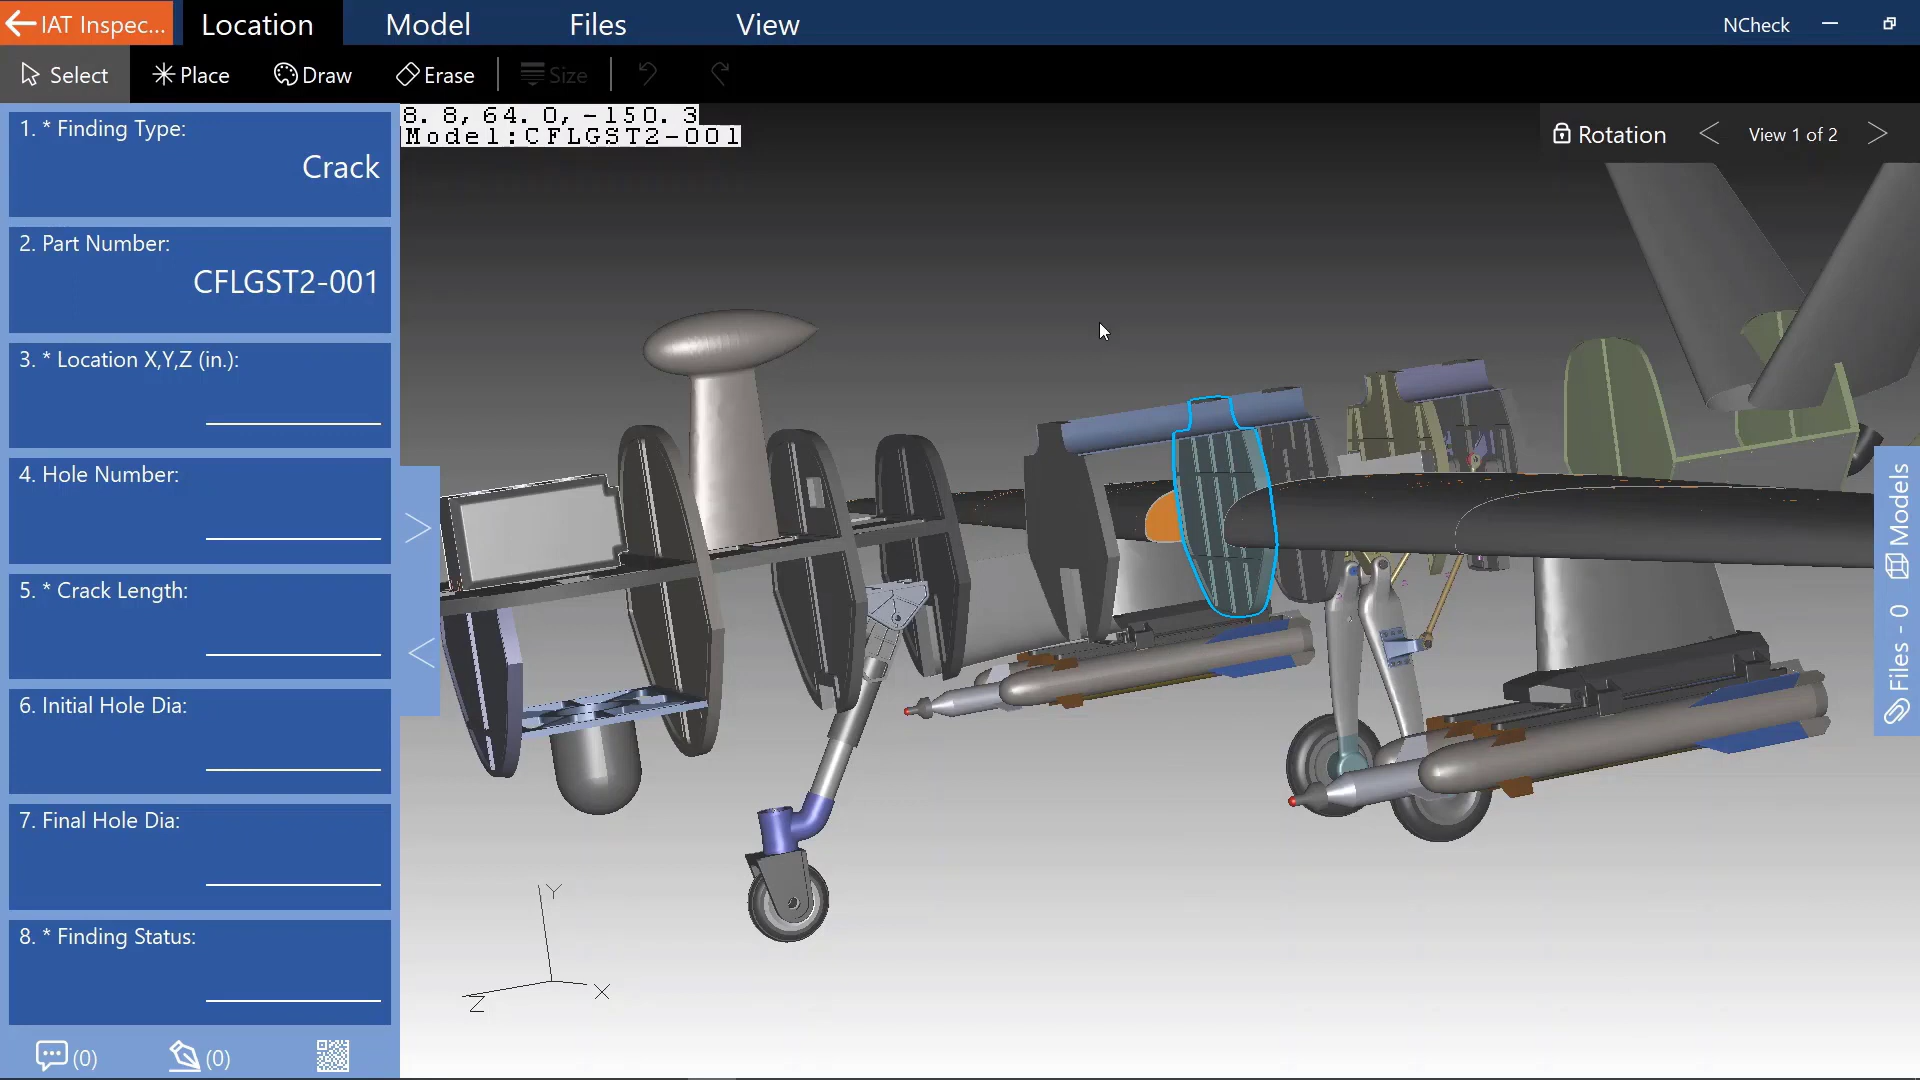 IAT Inspec...
Location
Model
Files
View
NCheck
Select
Place
Draw
Erase
Size
8.8,64.0,-150.3
Model:CFLGST2-001
Rotation
View 1 of 2
1. * Finding Type:
Crack
2. Part Number:
CFLGST2-001
3. * Location X,Y,Z (in.):
4. Hole Number:
5. * Crack Length:
6. Initial Hole Dia:
7. Final Hole Dia:
8. * Finding Status:
(0)
(0)
Models
Files - 0
Y
Z
X